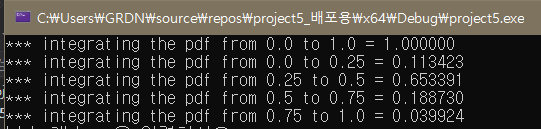 C:₩Users₩GRDN₩source₩repos₩project5_배포용₩x64₩Debug₩project5.exe
*** integrating the pdf from 0.0 to 1.0 = 1.000000
*** integrating the pdf from 0.0 to 0.25 = 0.113423
*** integrating the pdf from 0.25 to 0.5 = 0.653391
*** integrating the pdf from 0.5 to 0.75 = 0.188730
*** integrating the pdf from 0.75 to 1.0 = 0.039924